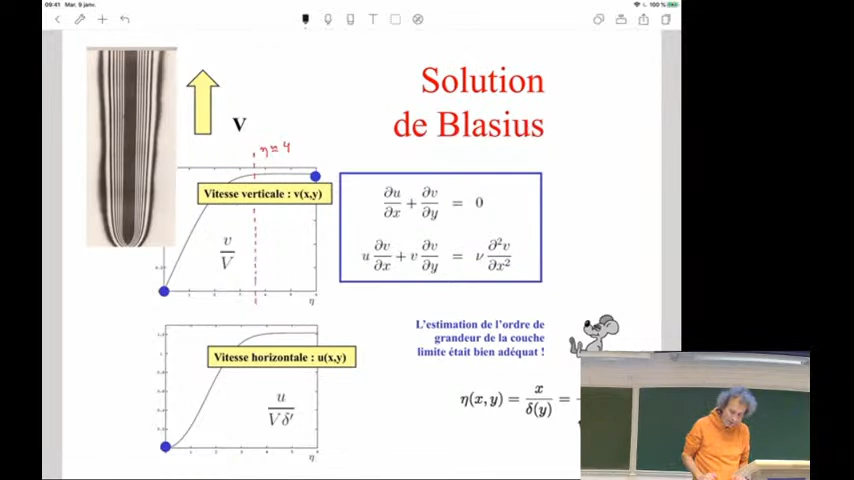 09:41 Mar. 9 janv.
100 %
T
Solution
de Blasius
V
η ≃ 4
Vitesse verticale : v(x,y)
v/V
η
∂u/∂x + ∂v/∂y = 0
u ∂v/∂x + v ∂v/∂y = ν ∂²v/∂x²
L'estimation de l'ordre de
grandeur de la couche
limite était bien adéquat !
Vitesse horizontale : u(x,y)
u/Vδ'
η
η(x, y) = x/δ(y) =